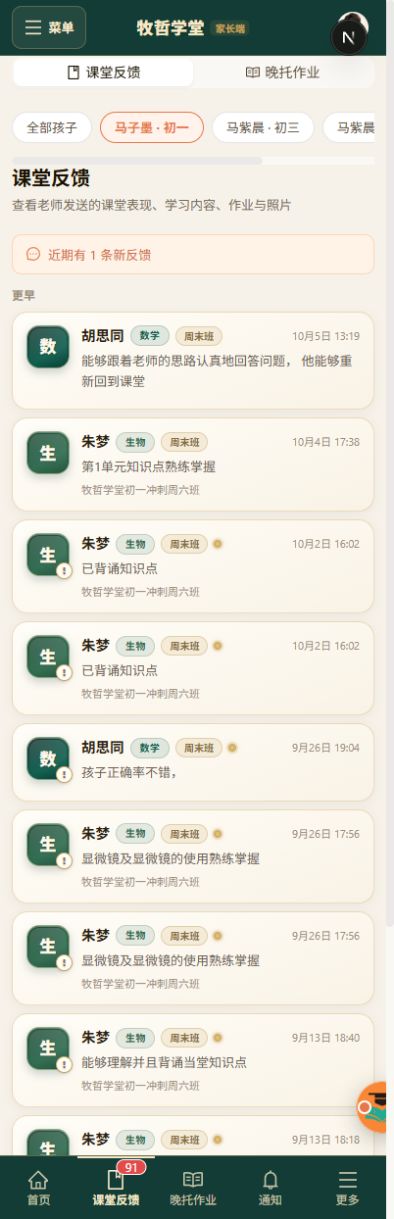 菜单
牧哲学堂 家长端
N
课堂反馈
晚托作业
全部孩子
马子墨 · 初一
马紫晨 · 初三
马紫晨
课堂反馈
查看老师发送的课堂表现、学习内容、作业与照片
近期有 1 条新反馈
更早
数
胡思同 数学 周末班 10月5日 13:19
能够跟着老师的思路认真地回答问题， 他能够重
新回到课堂
生
朱梦 生物 周末班 10月4日 17:38
第1单元知识点熟练掌握
牧哲学堂初一冲刺周六班
生
朱梦 生物 周末班 10月2日 16:02
已背诵知识点
牧哲学堂初一冲刺周六班
生
朱梦 生物 周末班 10月2日 16:02
已背诵知识点
牧哲学堂初一冲刺周六班
数
胡思同 数学 周末班 9月26日 19:04
孩子正确率不错，
生
朱梦 生物 周末班 9月26日 17:56
显微镜及显微镜的使用熟练掌握
牧哲学堂初一冲刺周六班
生
朱梦 生物 周末班 9月26日 17:56
显微镜及显微镜的使用熟练掌握
牧哲学堂初一冲刺周六班
生
朱梦 生物 周末班 9月13日 18:40
能够理解并且背诵当堂知识点
牧哲学堂初一冲刺周六班
生
朱梦 生物 周末班 9月13日 18:18
91
首页
课堂反馈
晚托作业
通知
更多